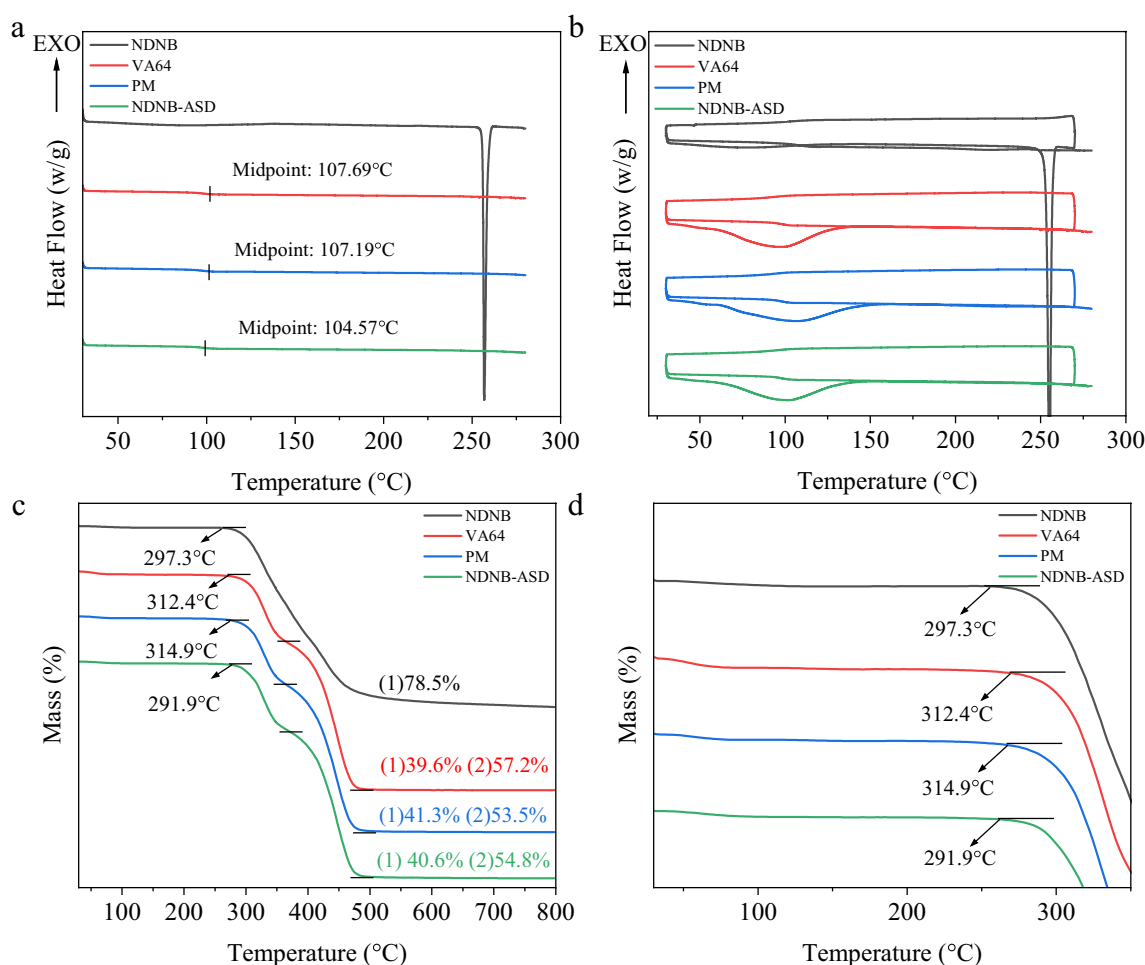 a
EXO
NDNB
VA64
PM
NDNB-ASD
Midpoint: 107.69°C
Midpoint: 107.19°C
Midpoint: 104.57°C
Heat Flow (w/g)
50 100 150 200 250 300
Temperature (°C)
b
EXO
NDNB
VA64
PM
NDNB-ASD
Heat Flow (w/g)
50 100 150 200 250 300
Temperature (°C)
c
NDNB
VA64
PM
NDNB-ASD
297.3°C
312.4°C
314.9°C
291.9°C
(1)78.5%
(1)39.6% (2)57.2%
(1)41.3% (2)53.5%
(1) 40.6% (2)54.8%
Mass (%)
100 200 300 400 500 600 700 800
Temperature (°C)
d
NDNB
VA64
PM
NDNB-ASD
297.3°C
312.4°C
314.9°C
291.9°C
Mass (%)
100 200 300
Temperature (°C)